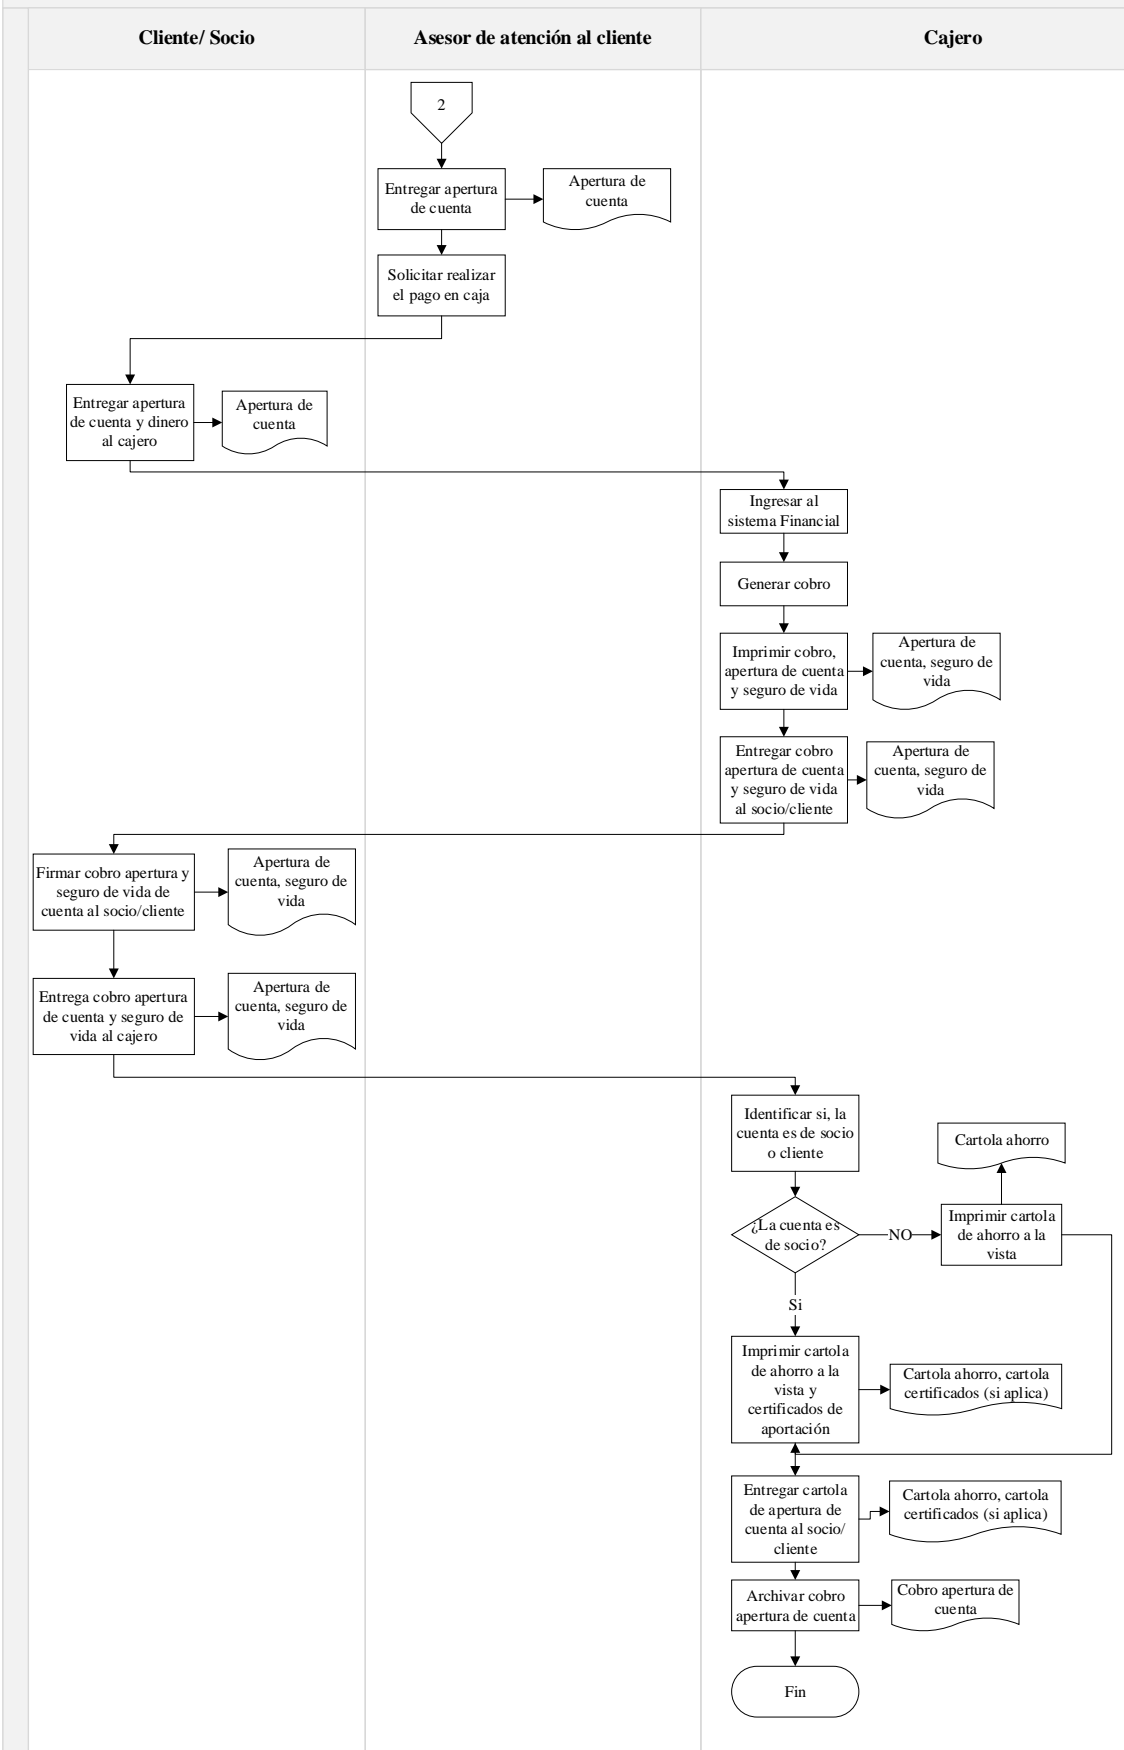 Cliente/ Socio
Asesor de atención al cliente
Cajero
2
Entregar apertura
de cuenta
Apertura de
cuenta
Solicitar realizar
el pago en caja
Entregar apertura
de cuenta y dinero
al cajero
Apertura de
cuenta
Ingresar al
sistema Financial
Generar cobro
Imprimir cobro,
apertura de cuenta
y seguro de vida
Apertura de
cuenta, seguro de
vida
Entregar cobro
apertura de cuenta
y seguro de vida
al socio/cliente
Apertura de
cuenta, seguro de
vida
Firmar cobro apertura y
seguro de vida de
cuenta al socio/cliente
Apertura de
cuenta, seguro de
vida
Entrega cobro apertura
de cuenta y seguro de
vida al cajero
Apertura de
cuenta, seguro de
vida
Identificar si, la
cuenta es de socio
o cliente
Cartola ahorro
¿La cuenta es
de socio?
NO
Imprimir cartola
de ahorro a la
vista
Si
Imprimir cartola
de ahorro a la
vista y
certificados de
aportación
Cartola ahorro, cartola
certificados (si aplica)
Entregar cartola
de apertura de
cuenta al socio/
cliente
Cartola ahorro, cartola
certificados (si aplica)
Archivar cobro
apertura de cuenta
Cobro apertura de
cuenta
Fin